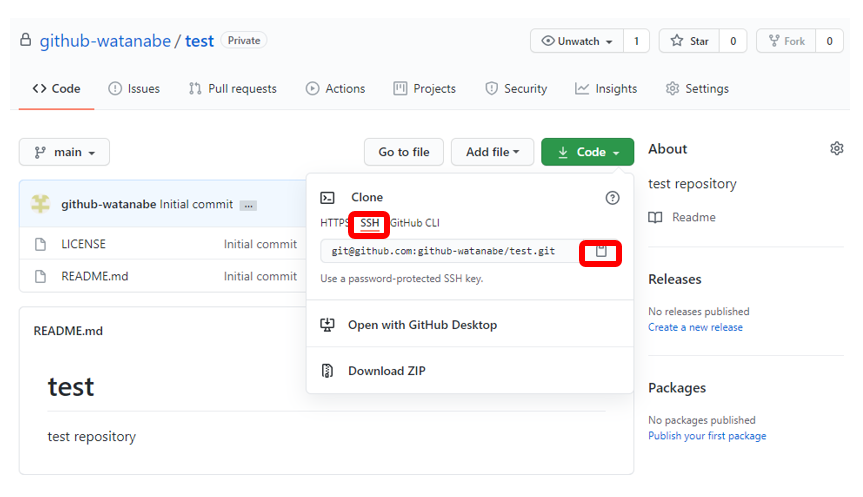 github-watanabe / test Private
Unwatch 1 Star 0 Fork 0
Code Issues Pull requests Actions Projects Security Insights Settings
main Go to file Add file Code
github-watanabe Initial commit ...
LICENSE Initial commit
README.md Initial commit
Clone
HTTPS SSH GitHub CLI
git@github.com:github-watanabe/test.git
Use a password-protected SSH key.
Open with GitHub Desktop
Download ZIP
README.md
test
test repository
About
test repository
Readme
Releases
No releases published
Create a new release
Packages
No packages published
Publish your first package